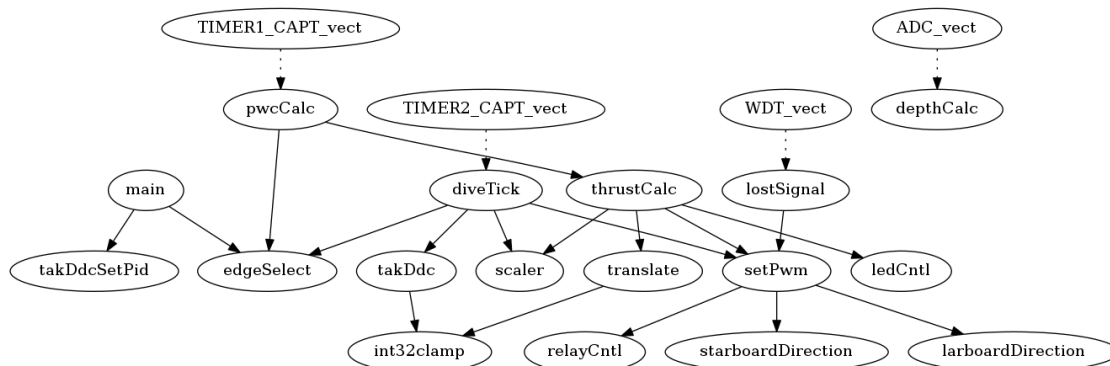 TIMER1_CAPT_vect
ADC_vect
pwcCalc
TIMER2_CAPT_vect
WDT_vect
depthCalc
main
diveTick
thrustCalc
lostSignal
takDdcSetPid
edgeSelect
takDdc
scaler
translate
setPwm
ledCntl
int32clamp
relayCntl
starboardDirection
larboardDirection